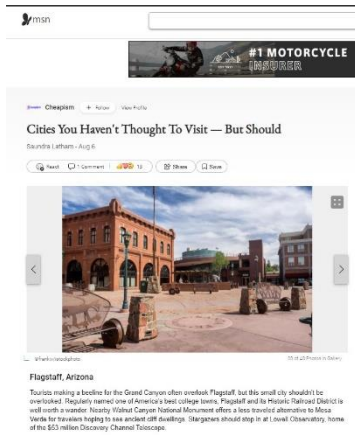 msn
#1 MOTORCYCLE
INSURER
Cheapism + Follow View Profile
Cities You Haven't Thought To Visit — But Should
Saundra Latham - Aug 6
Read 1 Comment 12 Share Save
Flagstaff, Arizona
Tourists making a beeline for the Grand Canyon often overlook Flagstaff, but this small city shouldn't be
overlooked. Regularly named one of America's best college towns, Flagstaff and its Historic Railroad District is
well worth a wander. Nearby Walnut Canyon National Monument offers a less traveled alternative to Mesa
Verde for travelers hoping to see ancient cliff dwellings. Stargazers should stop in at Lowell Observatory, home
of the $53 million Discovery Channel Telescope.